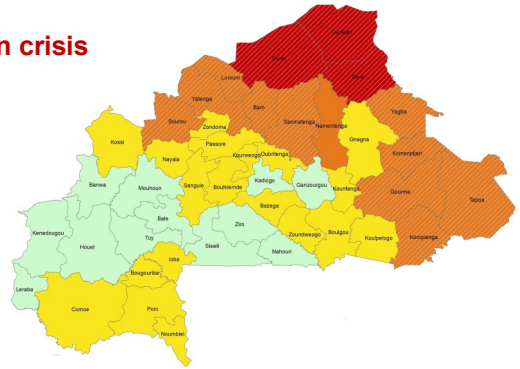 n crisis
Oudalan
Soum
Seno
Loroum
Yatenga
Bam
Yagha
Sourou
Sanmatenga
Namentenga
Zondoma
Kossi
Passore
Gnagna
Komondjari
Nayala
Kourweogo
Oubritenga
Banwa
Mouhoun
Sanguie
Boulkiemde
Kadiogo
Ganzourgou
Kouritenga
Gourma
Tapoa
Bazega
Bale
Ziro
Kenedougou
Houet
Tuy
Zoundweogo
Boulgou
Koulpelogo
Kompienga
Sissili
Nahouri
Ioba
Bougouriba
Leraba
Comoe
Poni
Noumbiel